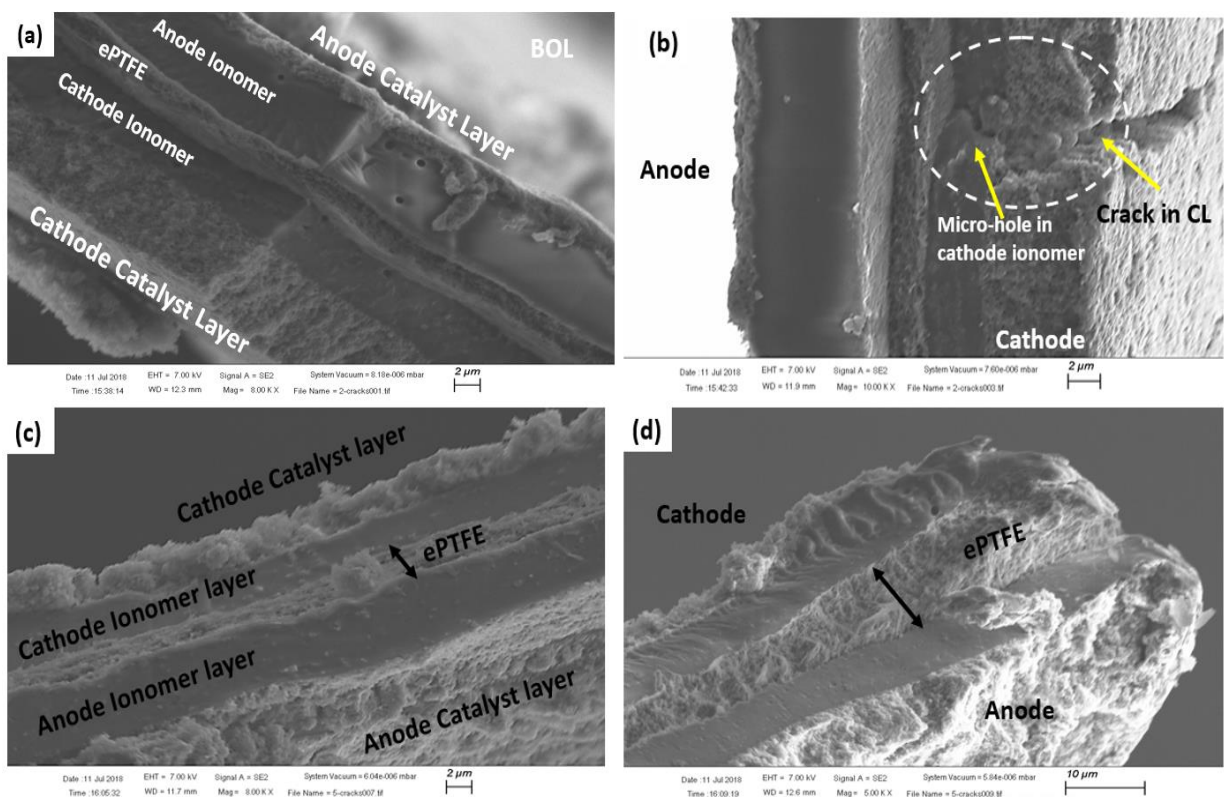 (a)
BOL
Anode Catalyst Layer
Anode Ionomer
ePTFE
Cathode Ionomer
Cathode Catalyst Layer
Date :11 Jul 2018 EHT = 7.00 kV Signal A = SE2 System Vacuum = 8.18e-006 mbar 2 µm
Time :15:38:14 WD = 12.3 mm Mag = 8.00 K X File Name = 2-cracks001.tif
(b)
Anode
Micro-hole in
cathode ionomer
Crack in CL
Cathode
Date :11 Jul 2018 EHT = 7.00 kV Signal A = SE2 System Vacuum = 7.60e-006 mbar 2 µm
Time :15:42:33 WD = 11.9 mm Mag = 10.00 K X File Name = 2-cracks003.tif
(c)
Cathode Catalyst layer
ePTFE
Cathode Ionomer layer
Anode Ionomer layer
Anode Catalyst layer
Date :11 Jul 2018 EHT = 7.00 kV Signal A = SE2 System Vacuum = 6.04e-006 mbar 2 µm
Time :16:05:32 WD = 11.7 mm Mag = 8.00 K X File Name = 5-cracks007.tif
(d)
Cathode
ePTFE
Anode
Date :11 Jul 2018 EHT = 7.00 kV Signal A = SE2 System Vacuum = 5.84e-006 mbar 10 µm
Time :16:09:19 WD = 12.6 mm Mag = 5.00 K X File Name = 5-cracks009.tif